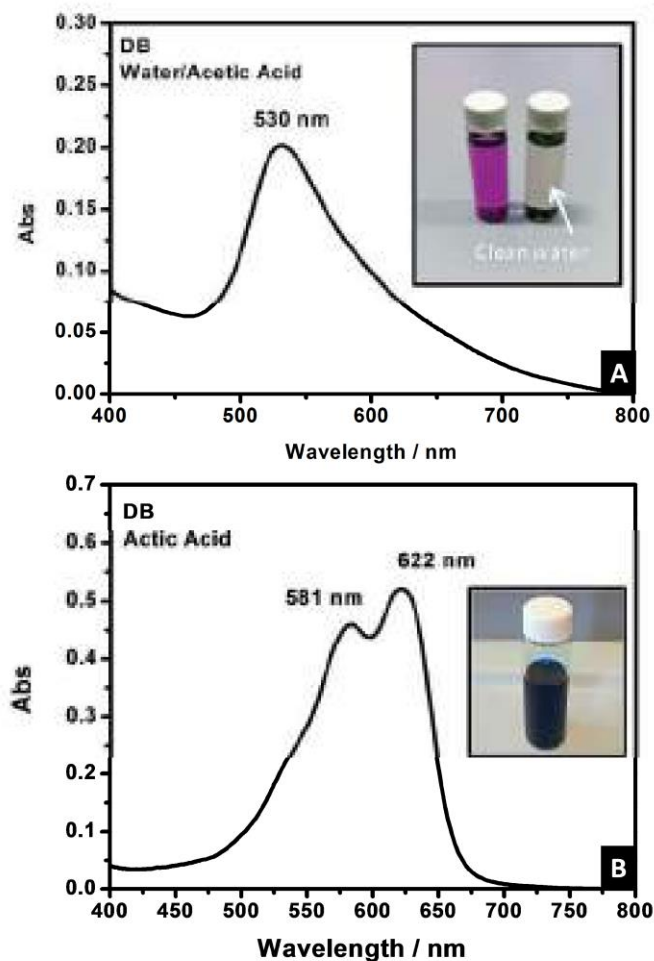 0.30
DB
Water/Acetic Acid
0.25
530 nm
0.20
Abs
0.15
Clean water
0.10
0.05
0.00
A
400 500 600 700 800
Wavelength / nm
0.7
DB
Actic Acid
0.6
622 nm
581 nm
0.5
0.4
Abs
0.3
0.2
0.1
0.0
B
400 450 500 550 600 650 700 750 800
Wavelength / nm